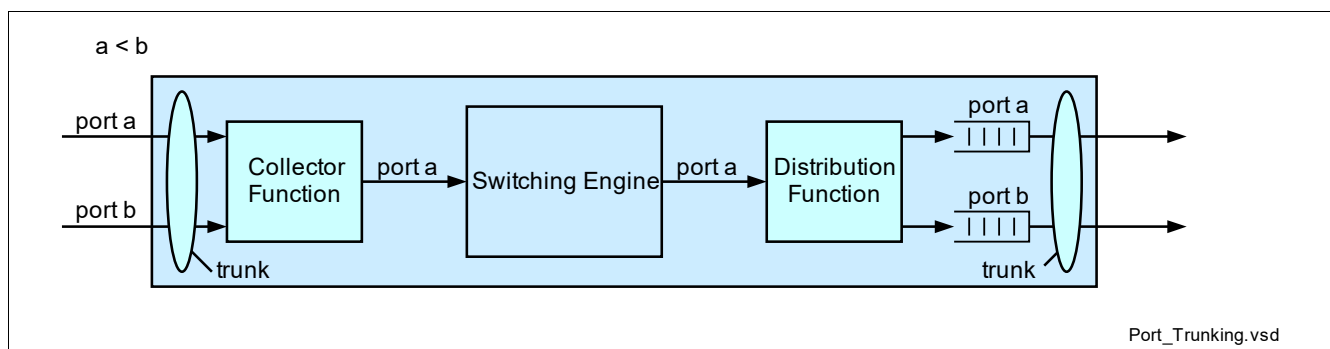 a < b
port a
port b
trunk
Collector
Function
port a
Switching Engine
port a
Distribution
Function
port a
port b
trunk
Port_Trunking.vsd